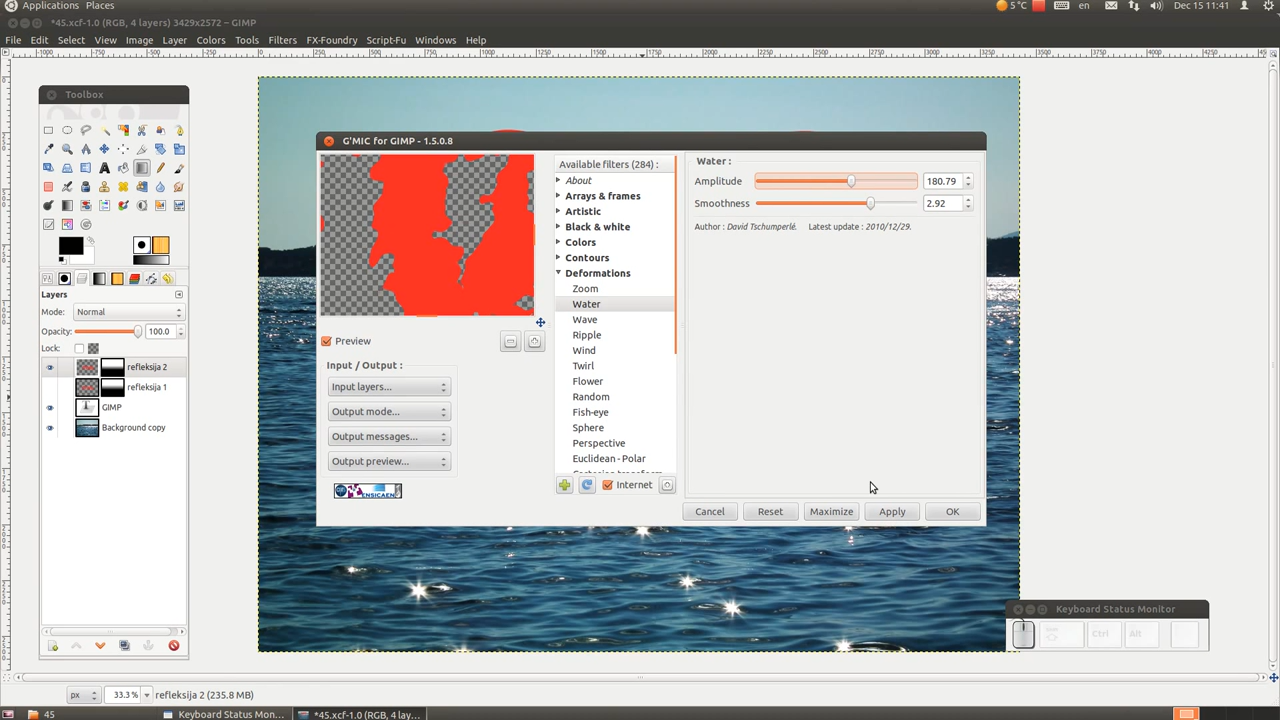 Applications Places
5 °C
en
Dec 15 11:41
*45.xcf-1.0 (RGB, 4 layers) 3429x2572 – GIMP
File Edit Select View Image Layer Colors Tools Filters FX-Foundry Script-Fu Windows Help
Toolbox
Layers
Mode: Normal
Opacity: 100.0
Lock:
refleksija 2
refleksija 1
GIMP
Background copy
G'MIC for GIMP - 1.5.0.8
Preview
Input / Output :
Input layers...
Output mode...
Output messages...
Output preview...
ENSICAEN
Available filters (284) :
About
Arrays & frames
Artistic
Black & white
Colors
Contours
Deformations
Zoom
Water
Wave
Ripple
Wind
Twirl
Flower
Random
Fish-eye
Sphere
Perspective
Euclidean - Polar
Internet
Water :
Amplitude 180.79
Smoothness 2.92
Author : David Tschumperlé. Latest update : 2010/12/29.
Cancel Reset Maximize Apply OK
Keyboard Status Monitor
Ctrl Alt
px 33.3 % refleksija 2 (235.8 MB)
45 Keyboard Status Mon... *45.xcf-1.0 (RGB, 4 lay...